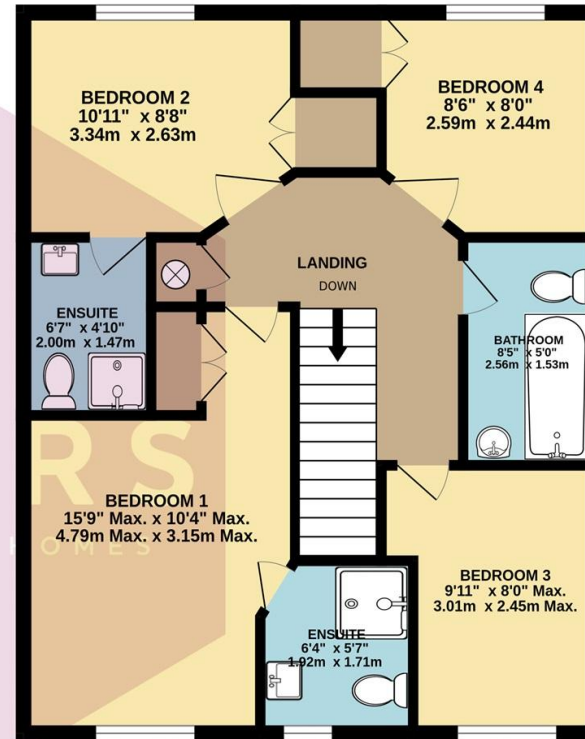 BEDROOM 2
10'11" x 8'8"
3.34m x 2.63m
BEDROOM 4
8'6" x 8'0"
2.59m x 2.44m
LANDING
DOWN
ENSUITE
6'7" x 4'10"
2.00m x 1.47m
BATHROOM
8'5" x 5'0"
2.56m x 1.53m
RS
HOMES
BEDROOM 1
15'9" Max. x 10'4" Max.
4.79m Max. x 3.15m Max.
BEDROOM 3
9'11" x 8'0" Max.
3.01m x 2.45m Max.
ENSUITE
6'4" x 5'7"
1.92m x 1.71m